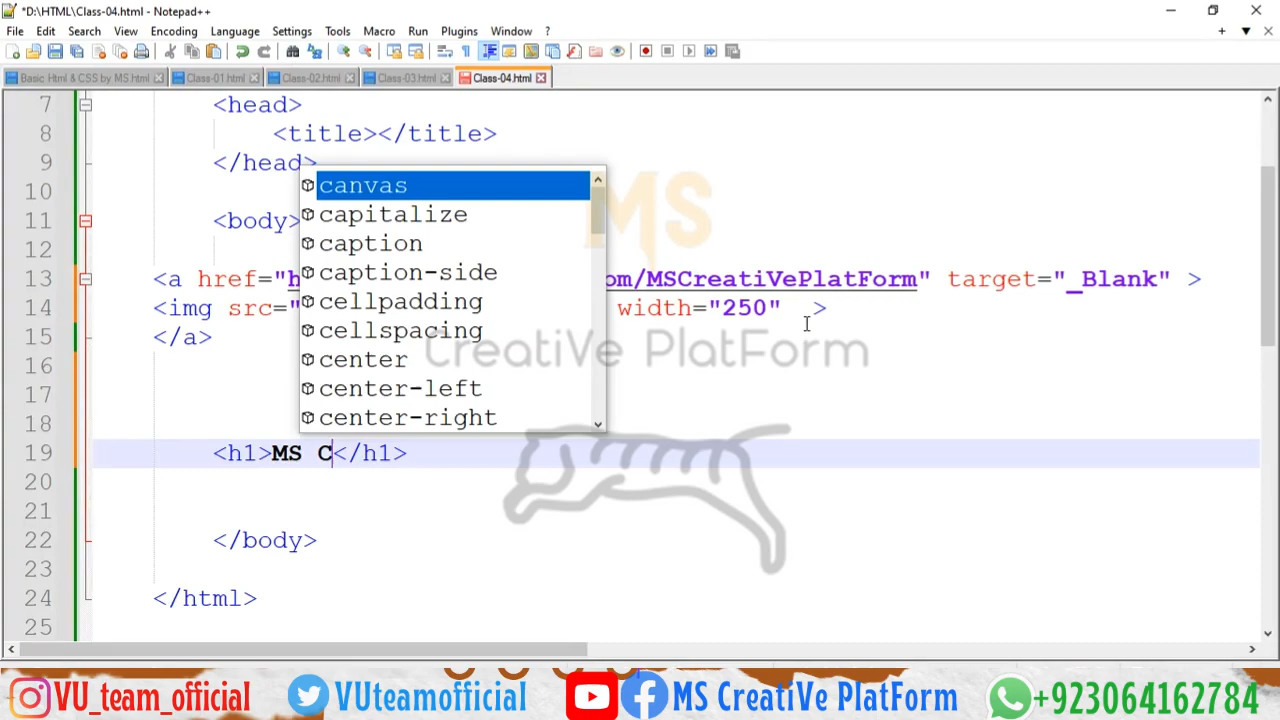 *D:\HTML\Class-04.html - Notepad++
File Edit Search View Encoding Language Settings Tools Macro Run Plugins Window ?
Basic Html & CSS by MS.html Class-01.html Class-02.html Class-03.html Class-04.html
7 <head>
8 <title></title>
9 </head>
10
11 <body>
12
13 <a href="h om/MSCreatiVePlatForm" target="_Blank" >
14 <img src=" width="250" >
15 </a>
16
17
18
19 <h1>MS C</h1>
20
21
22 </body>
23
24 </html>
25
canvas
capitalize
caption
caption-side
cellpadding
cellspacing
center
center-left
center-right
MS
CreatiVe PlatForm
VU_team_official VUteamofficial MS CreatiVe PlatForm +923064162784